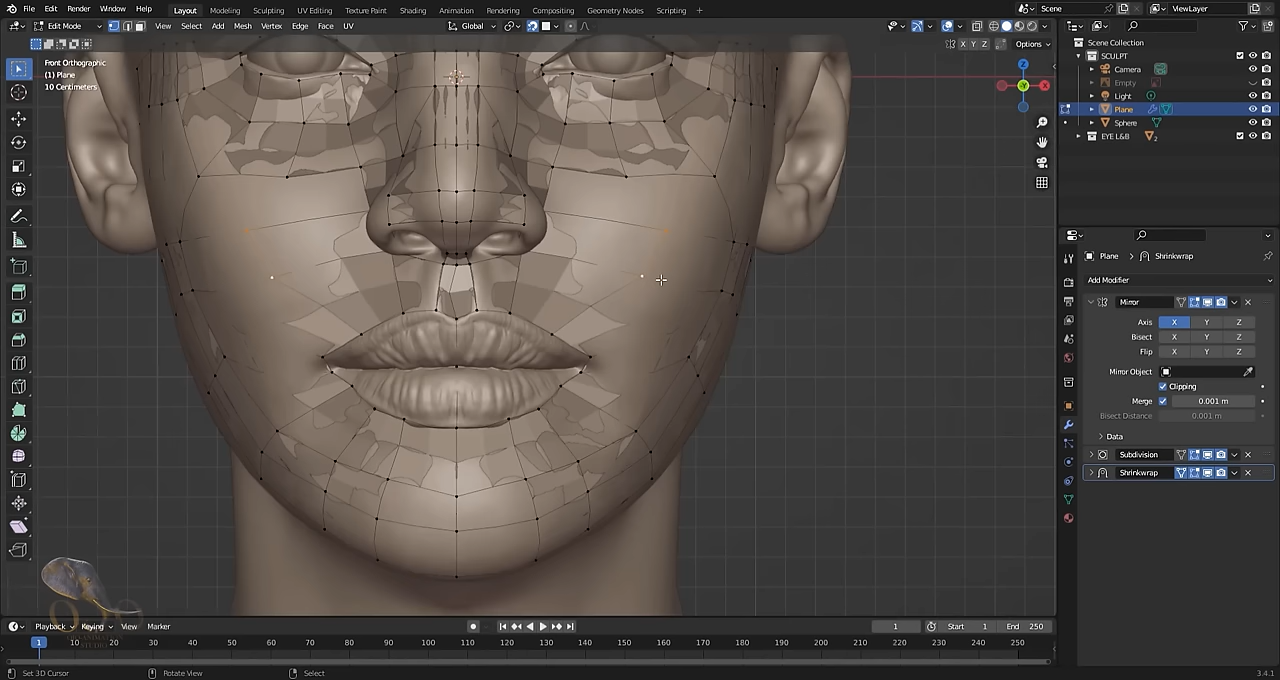 File Edit Render Window Help Layout Modeling Sculpting UV Editing Texture Paint Shading Animation Rendering Compositing Geometry Nodes Scripting + Scene ViewLayer
Edit Mode View Select Add Mesh Vertex Edge Face UV Global
X Y Z Options
Front Orthographic
(1) Plane
10 Centimeters
Z
Y
X
Scene Collection
SCULPT
Camera
Empty
Light
Plane
Sphere
EYE L&B 2
Plane > Shrinkwrap
Add Modifier
Mirror
Axis X Y Z
Bisect X Y Z
Flip X Y Z
Mirror Object
Clipping
Merge 0.001 m
Bisect Distance 0.001 m
Data
Subdivision
Shrinkwrap
Playback Keying View Marker 1 Start 1 End 250
1 10 20 30 40 50 60 70 80 90 100 110 120 130 140 150 160 170 180 190 200 210 220 230 240 250
Set 3D Cursor Rotate View Select 3.4.1